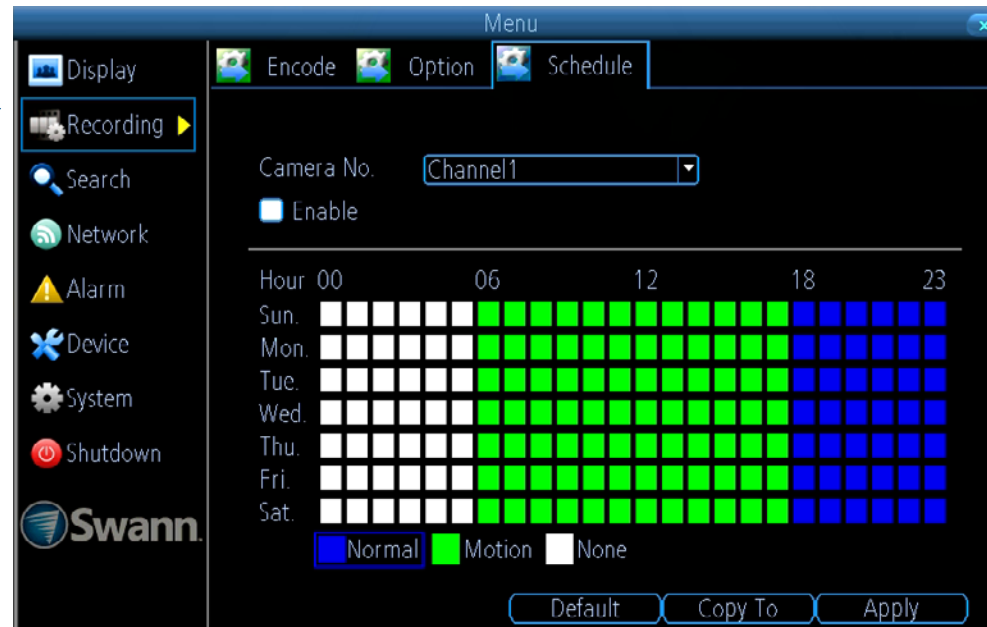 Menu
Display
Recording
Search
Network
Alarm
Device
System
Shutdown
Swann
Encode Option Schedule
Camera No. Channel1
Enable
Hour 00 06 12 18 23
Sun.
Mon.
Tue.
Wed.
Thu.
Fri.
Sat.
Normal Motion None
Default Copy To Apply